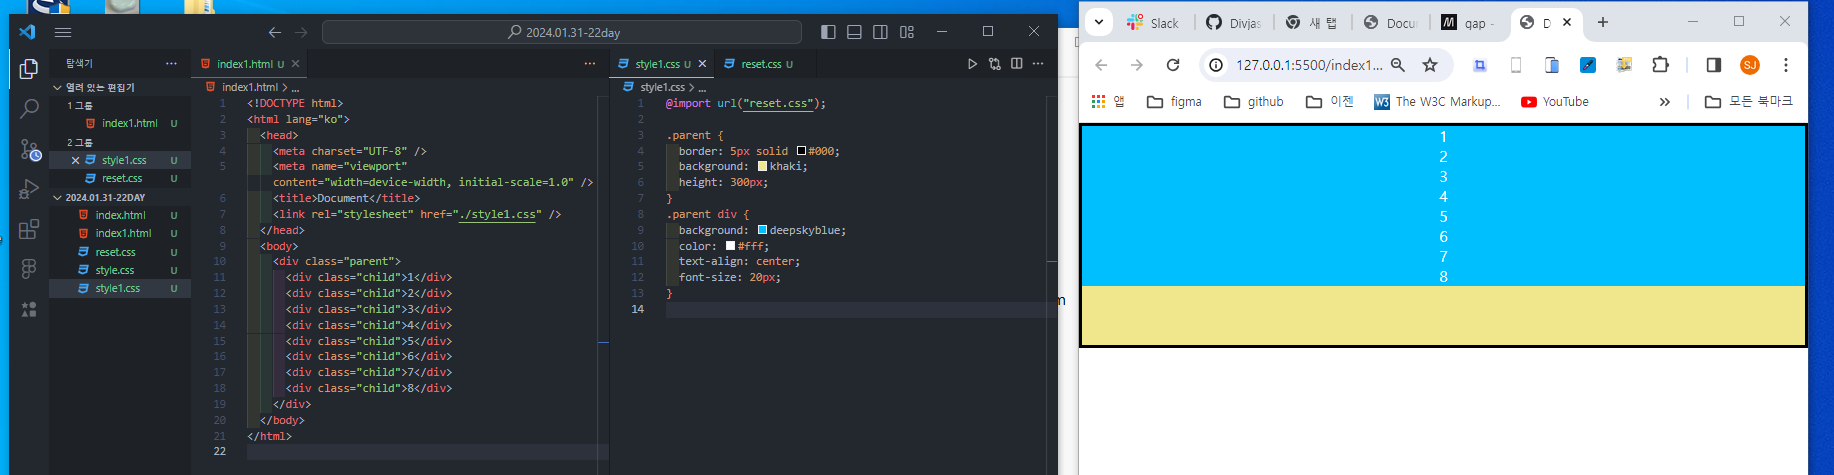 2024.01.31-22day
탐색기
열려 있는 편집기
1 그룹
index1.html U
2 그룹
style1.css U
reset.css U
2024.01.31-22DAY
index.html U
index1.html U
reset.css U
style.css U
style1.css U
index1.html U
index1.html > ...
1 <!DOCTYPE html>
2 <html lang="ko">
3 <head>
4 <meta charset="UTF-8" />
5 <meta name="viewport"
content="width=device-width, initial-scale=1.0" />
6 <title>Document</title>
7 <link rel="stylesheet" href="./style1.css" />
8 </head>
9 <body>
10 <div class="parent">
11 <div class="child">1</div>
12 <div class="child">2</div>
13 <div class="child">3</div>
14 <div class="child">4</div>
15 <div class="child">5</div>
16 <div class="child">6</div>
17 <div class="child">7</div>
18 <div class="child">8</div>
19 </div>
20 </body>
21 </html>
22
style1.css U
reset.css U
style1.css > ...
1 @import url("reset.css");
2
3 .parent {
4 border: 5px solid #000;
5 background: khaki;
6 height: 300px;
7 }
8 .parent div {
9 background: deepskyblue;
10 color: #fff;
11 text-align: center;
12 font-size: 20px;
13 }
14
m
Slack
Divjas
새 탭
Docu
gap -
D
127.0.0.1:5500/index1...
SJ
앱
figma
github
이젠
W3 The W3C Markup...
YouTube
모든 북마크
1
2
3
4
5
6
7
8